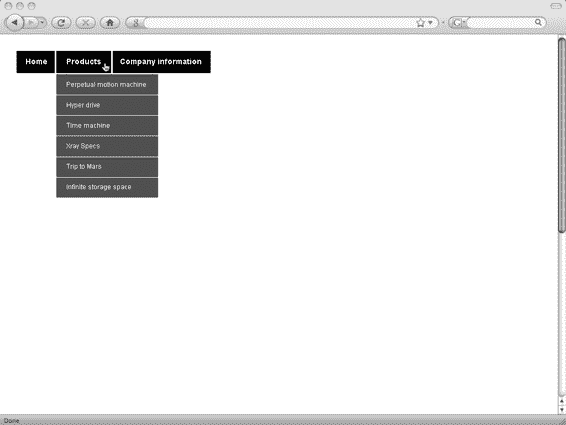 Home Products Company information
Perpetual motion machine
Hyper drive
Time machine
Xray Specs
Trip to Mars
Infinite storage space
Done